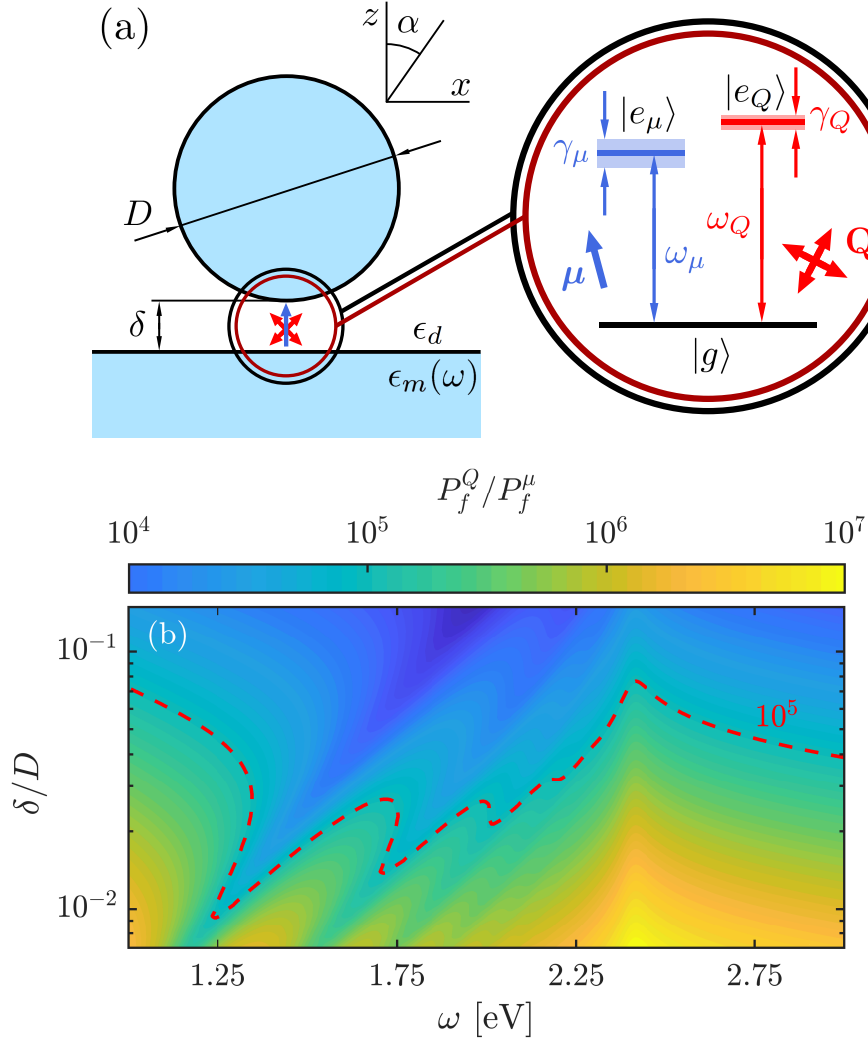 (a)
z
α
x
D
δ
ϵ_d
ϵ_m(ω)
|e_μ⟩
|e_Q⟩
γ_μ
γ_Q
ω_μ
ω_Q
μ
Q
|g⟩
P_f^Q/P_f^μ
10^4 10^5 10^6 10^7
(b)
10^{-1}
10^5
δ/D
10^{-2}
1.25 1.75 2.25 2.75
ω [eV]